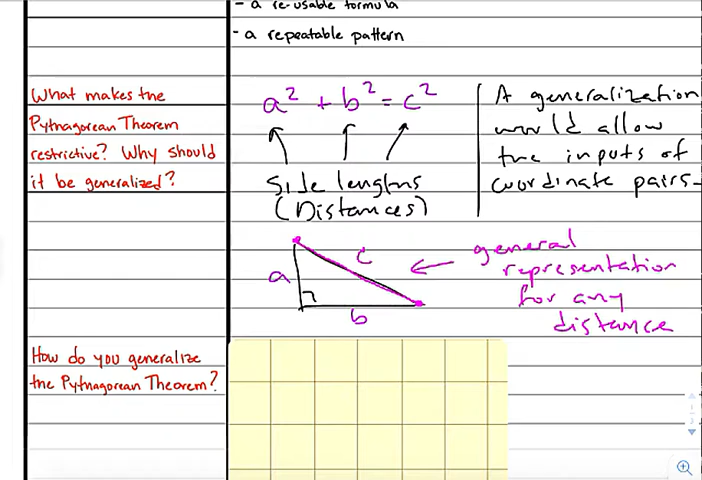 - a re-usable formula
- a repeatable pattern
What makes the
Pythagorean Theorem
restrictive? Why should
it be generalized?
a² + b² = c²
Side lengths
(Distances)
A generalization
would allow
the inputs of
coordinate pairs.
a
c
b
general
representation
for any
distance
How do you generalize
the Pythagorean Theorem?